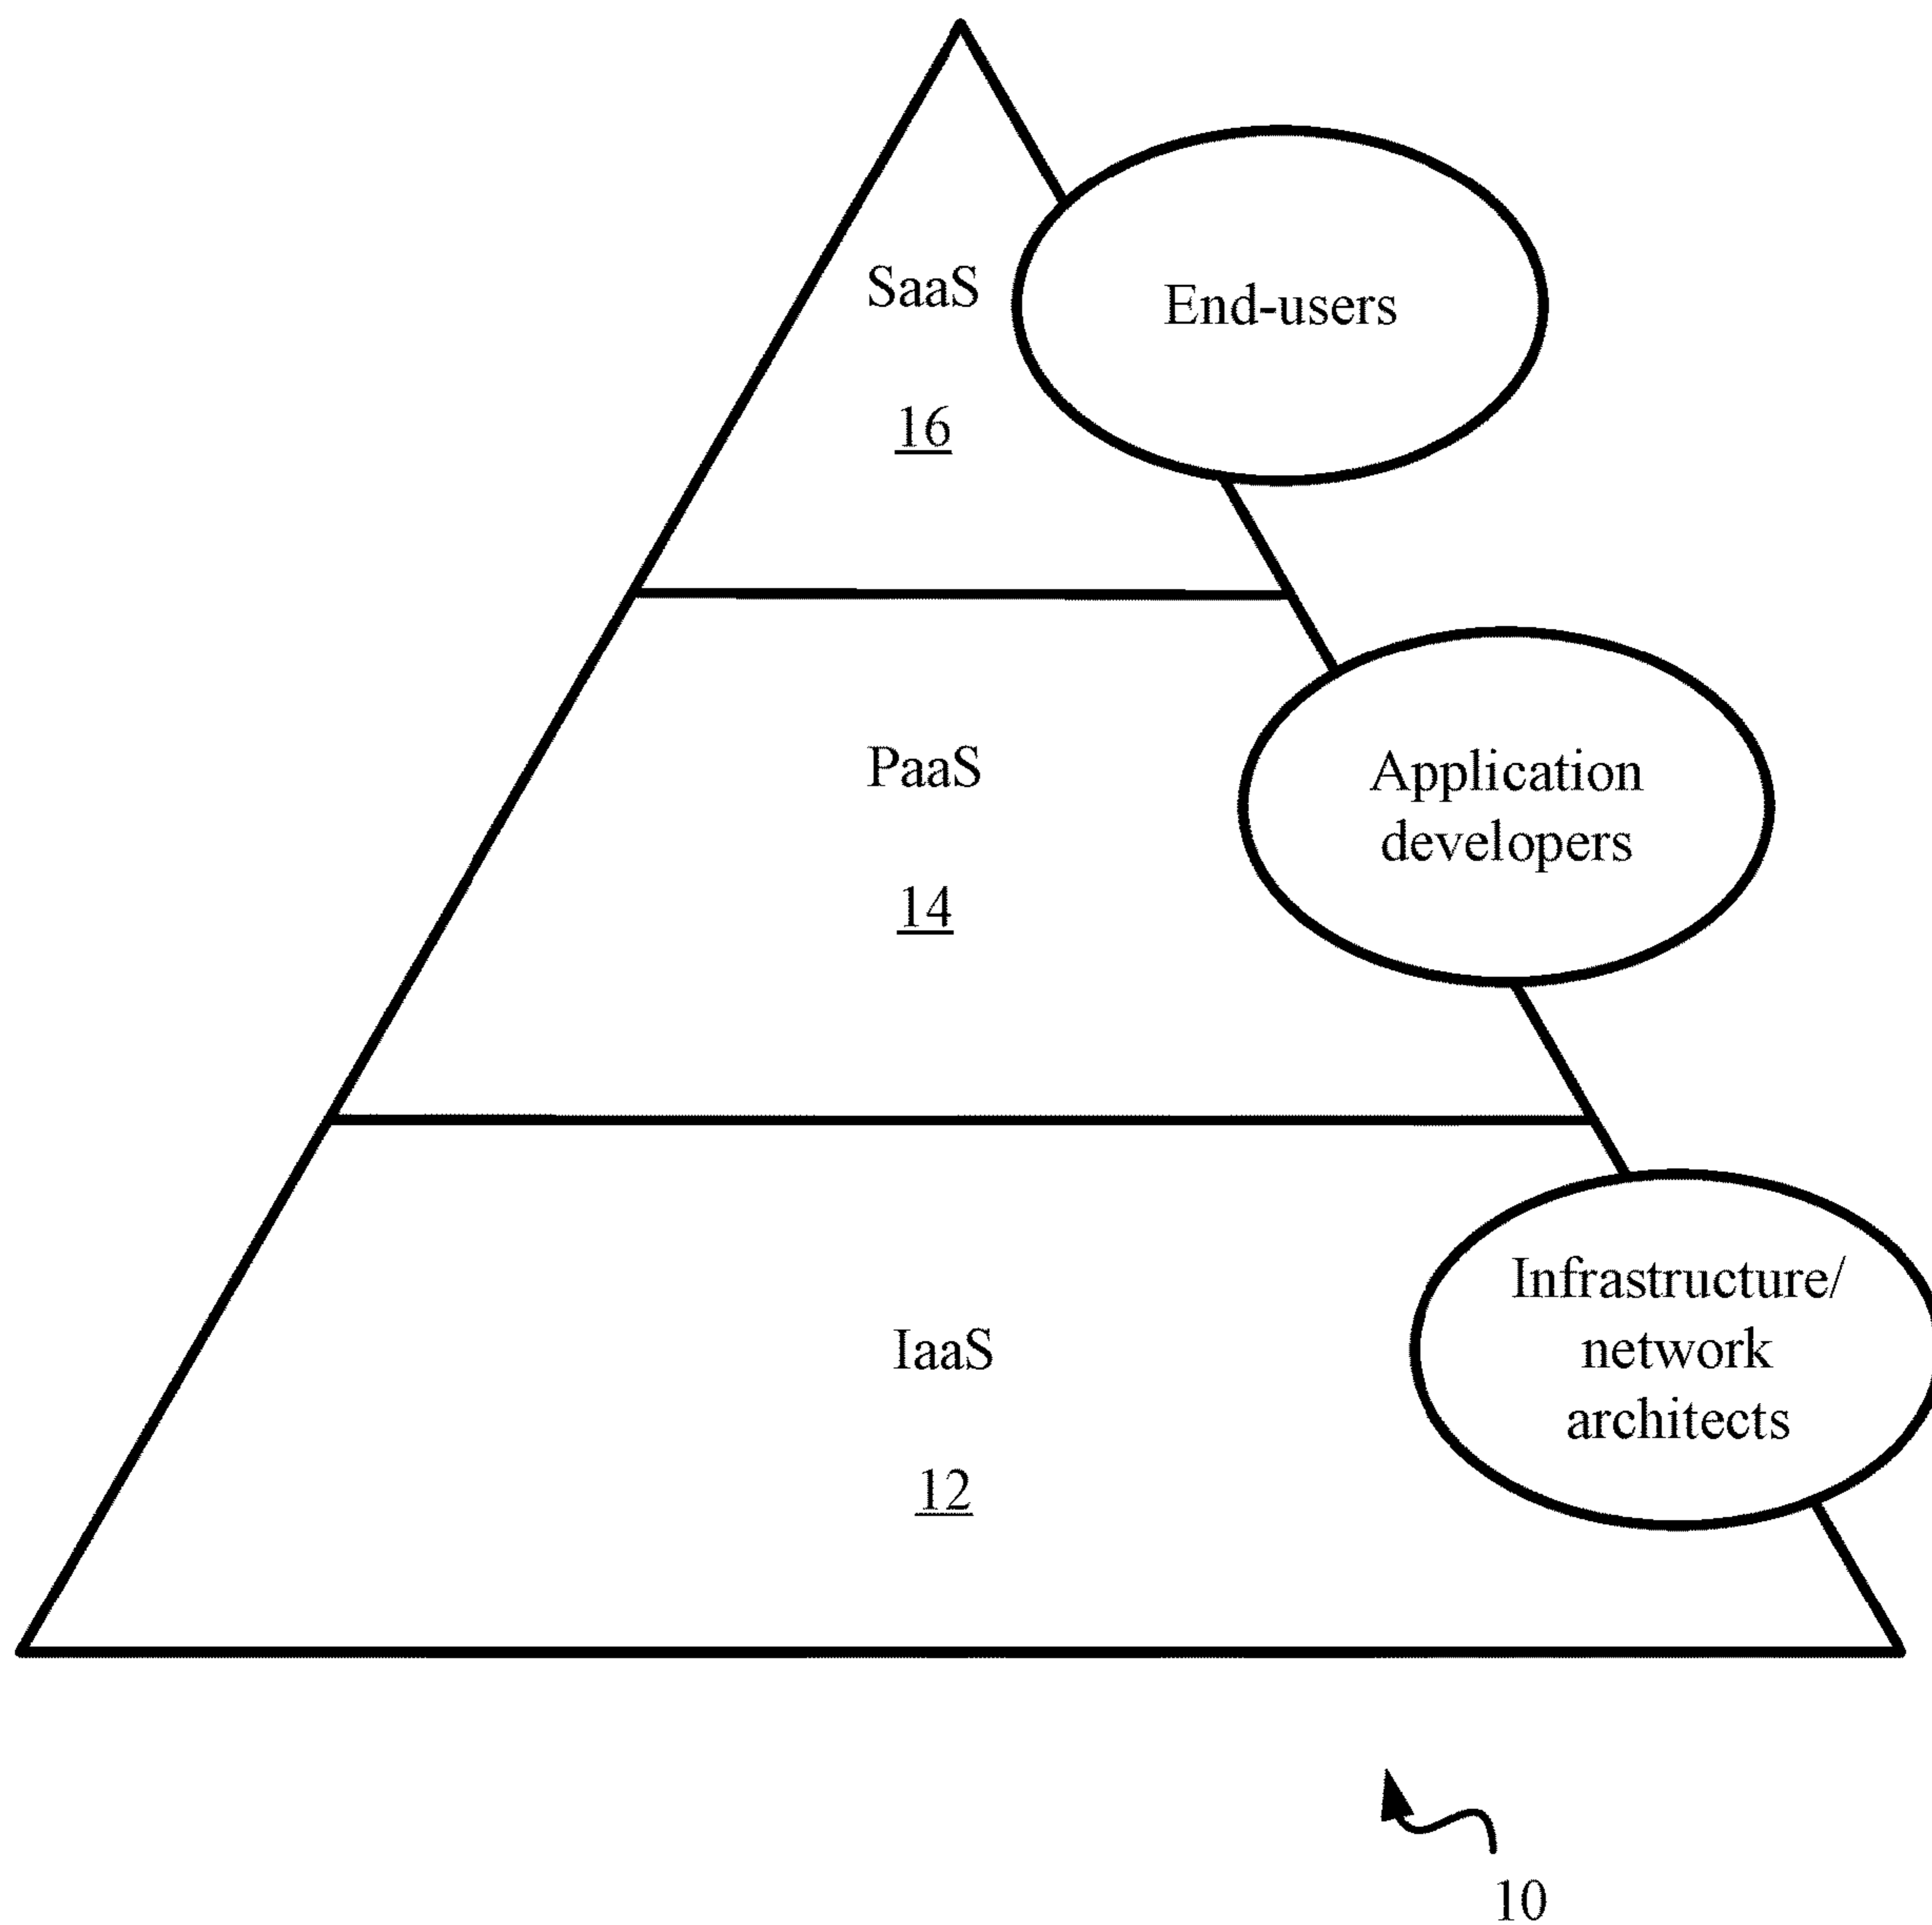 SaaS
16
End-users
PaaS
14
Application
developers
IaaS
12
Infrastructure/
network
architects
10